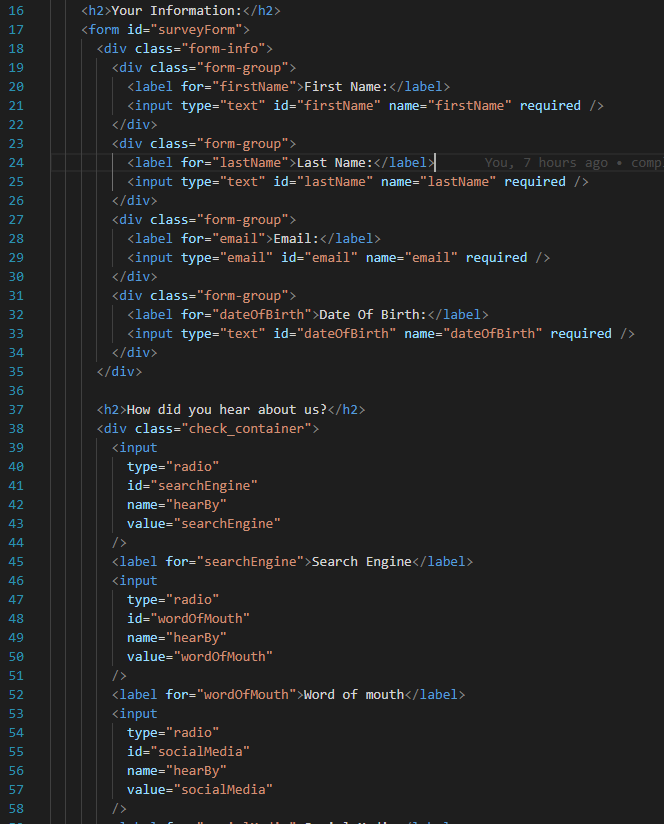 16 <h2>Your Information:</h2>
17 <form id="surveyForm">
18 <div class="form-info">
19 <div class="form-group">
20 <label for="firstName">First Name:</label>
21 <input type="text" id="firstName" name="firstName" required />
22 </div>
23 <div class="form-group">
24 <label for="lastName">Last Name:</label> You, 7 hours ago • comp
25 <input type="text" id="lastName" name="lastName" required />
26 </div>
27 <div class="form-group">
28 <label for="email">Email:</label>
29 <input type="email" id="email" name="email" required />
30 </div>
31 <div class="form-group">
32 <label for="dateOfBirth">Date Of Birth:</label>
33 <input type="text" id="dateOfBirth" name="dateOfBirth" required />
34 </div>
35 </div>
36
37 <h2>How did you hear about us?</h2>
38 <div class="check_container">
39 <input
40 type="radio"
41 id="searchEngine"
42 name="hearBy"
43 value="searchEngine"
44 />
45 <label for="searchEngine">Search Engine</label>
46 <input
47 type="radio"
48 id="wordOfMouth"
49 name="hearBy"
50 value="wordOfMouth"
51 />
52 <label for="wordOfMouth">Word of mouth</label>
53 <input
54 type="radio"
55 id="socialMedia"
56 name="hearBy"
57 value="socialMedia"
58 />